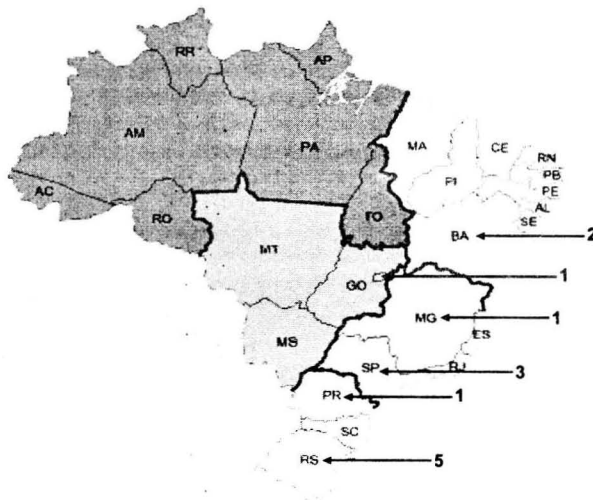 RR
AP
AM
PA
MA
CE
RN
PI
PB
PE
AC
AL
RO
TO
SE
BA
2
MT
GO
1
MG
1
ES
MS
SP
RJ
3
PR
1
SC
RS
5